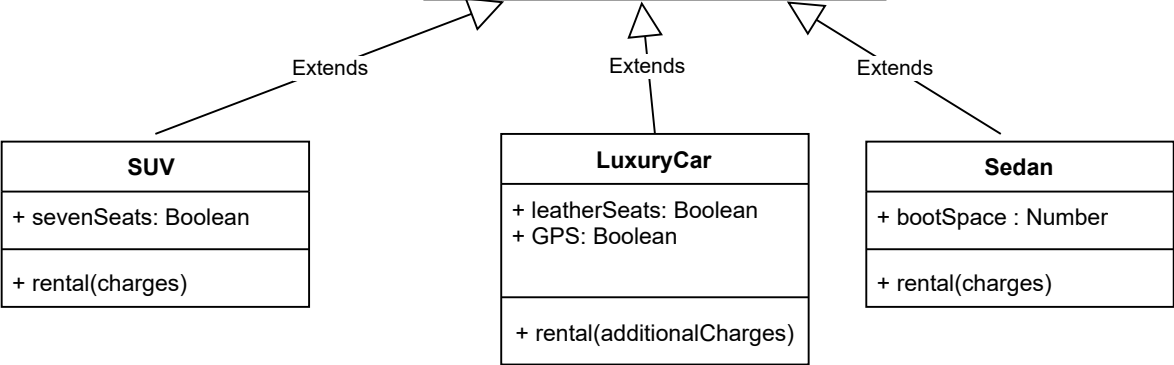 Extends
Extends
Extends
SUV
+ sevenSeats: Boolean
+ rental(charges)
LuxuryCar
+ leatherSeats: Boolean
+ GPS: Boolean
+ rental(additionalCharges)
Sedan
+ bootSpace : Number
+ rental(charges)